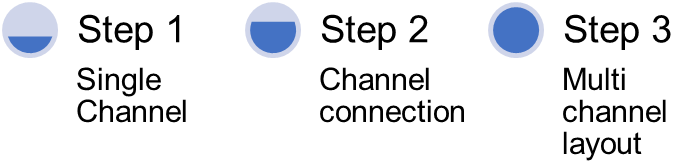 Step 1
Single
Channel
Step 2
Channel
connection
Step 3
Multi
channel
layout